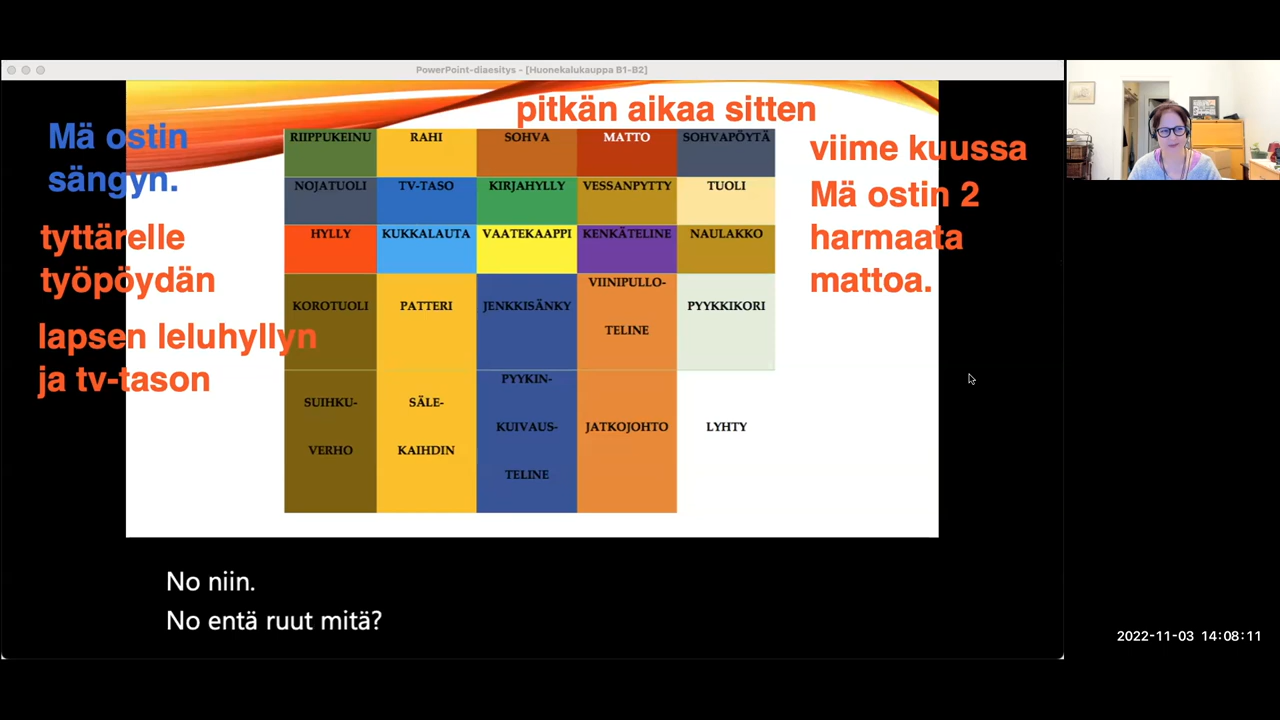 PowerPoint-diaesitys - [Huonekalukauppa B1-B2]
pitkän aikaa sitten
Mä ostin
sängyn.
tyttärelle
työpöydän
lapsen leluhyllyn
ja tv-tason
RIIPPUKEINU RAHI SOHVA MATTO SOHVAPÖYTÄ
NOJATUOLI TV-TASO KIRJAHYLLY VESSANPYTTY TUOLI
HYLLY KUKKALAUTA VAATEKAAPPI KENKÄTELINE NAULAKKO
KOROTUOLI PATTERI JENKKISÄNKY VIINIPULLO-
TELINE PYYKKIKORI
SUIHKU-
VERHO
SÄLE-
KAIHDIN
PYYKIN-
KUIVAUS-
TELINE
JATKOJOHTO
LYHTY
viime kuussa
Mä ostin 2
harmaata
mattoa.
No niin.
No entä ruut mitä?
2022-11-03 14:08:11